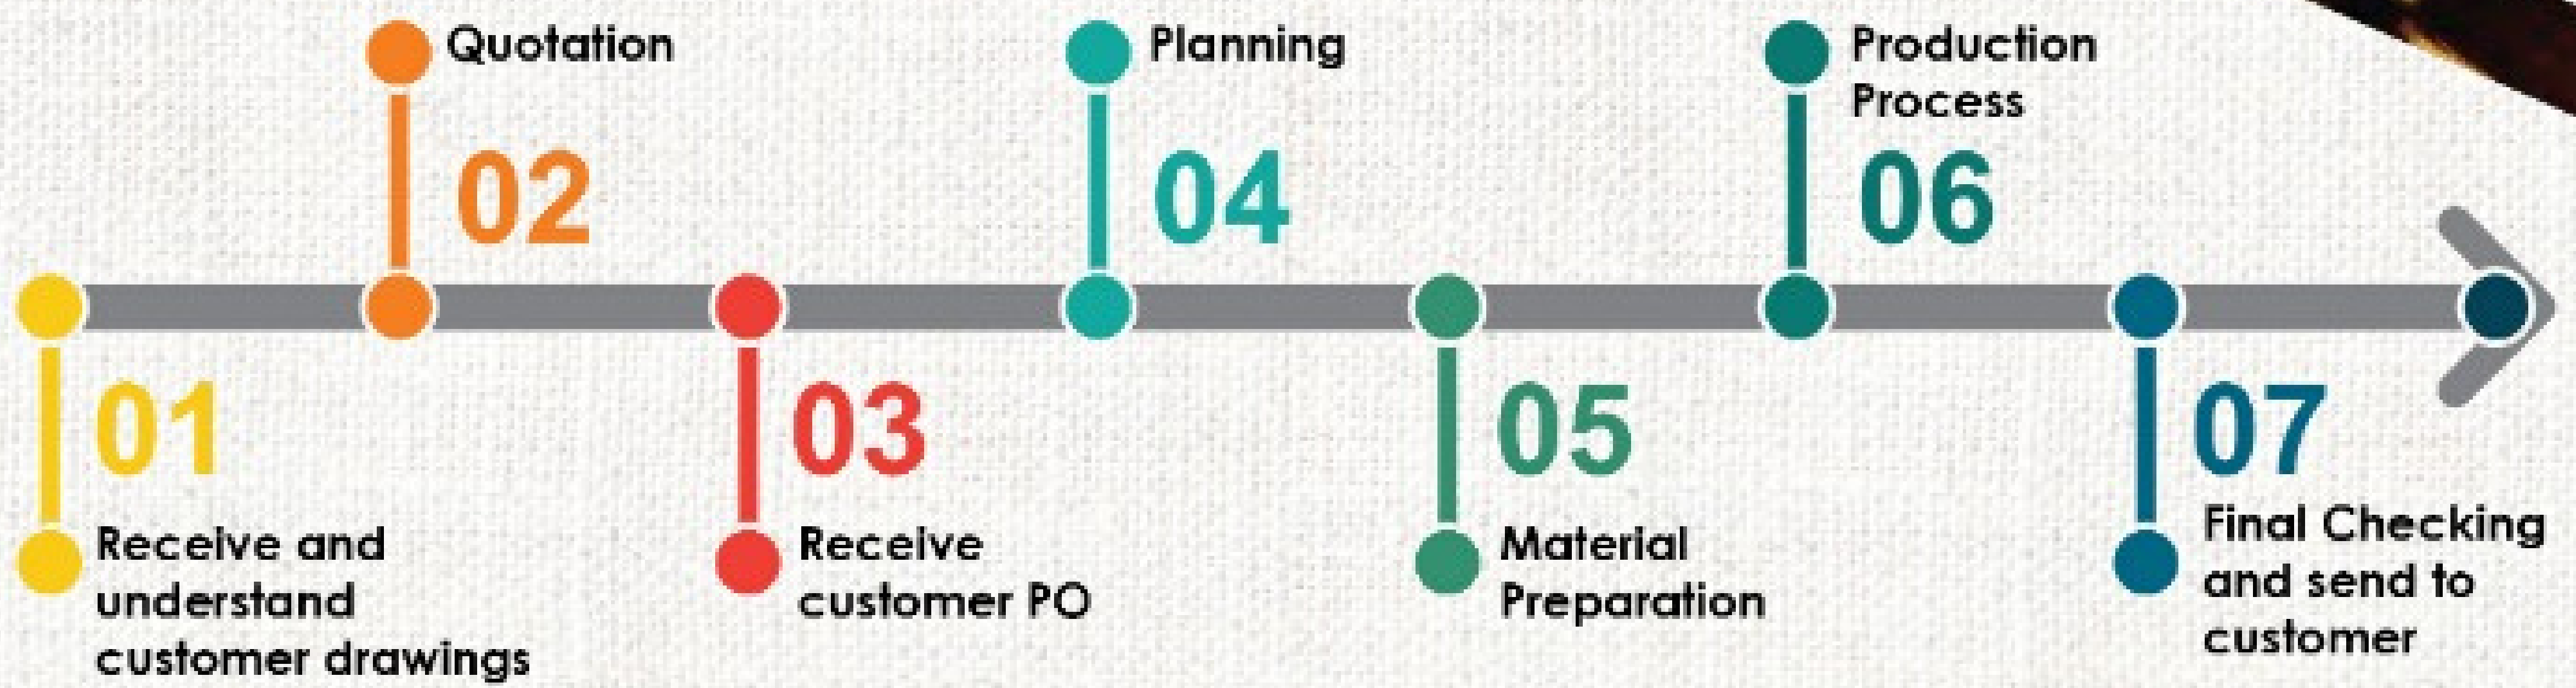 01
Receive and
understand
customer drawings
Quotation
02
03
Receive
customer PO
Planning
04
05
Material
Preparation
Production
Process
06
07
Final Checking
and send to
customer